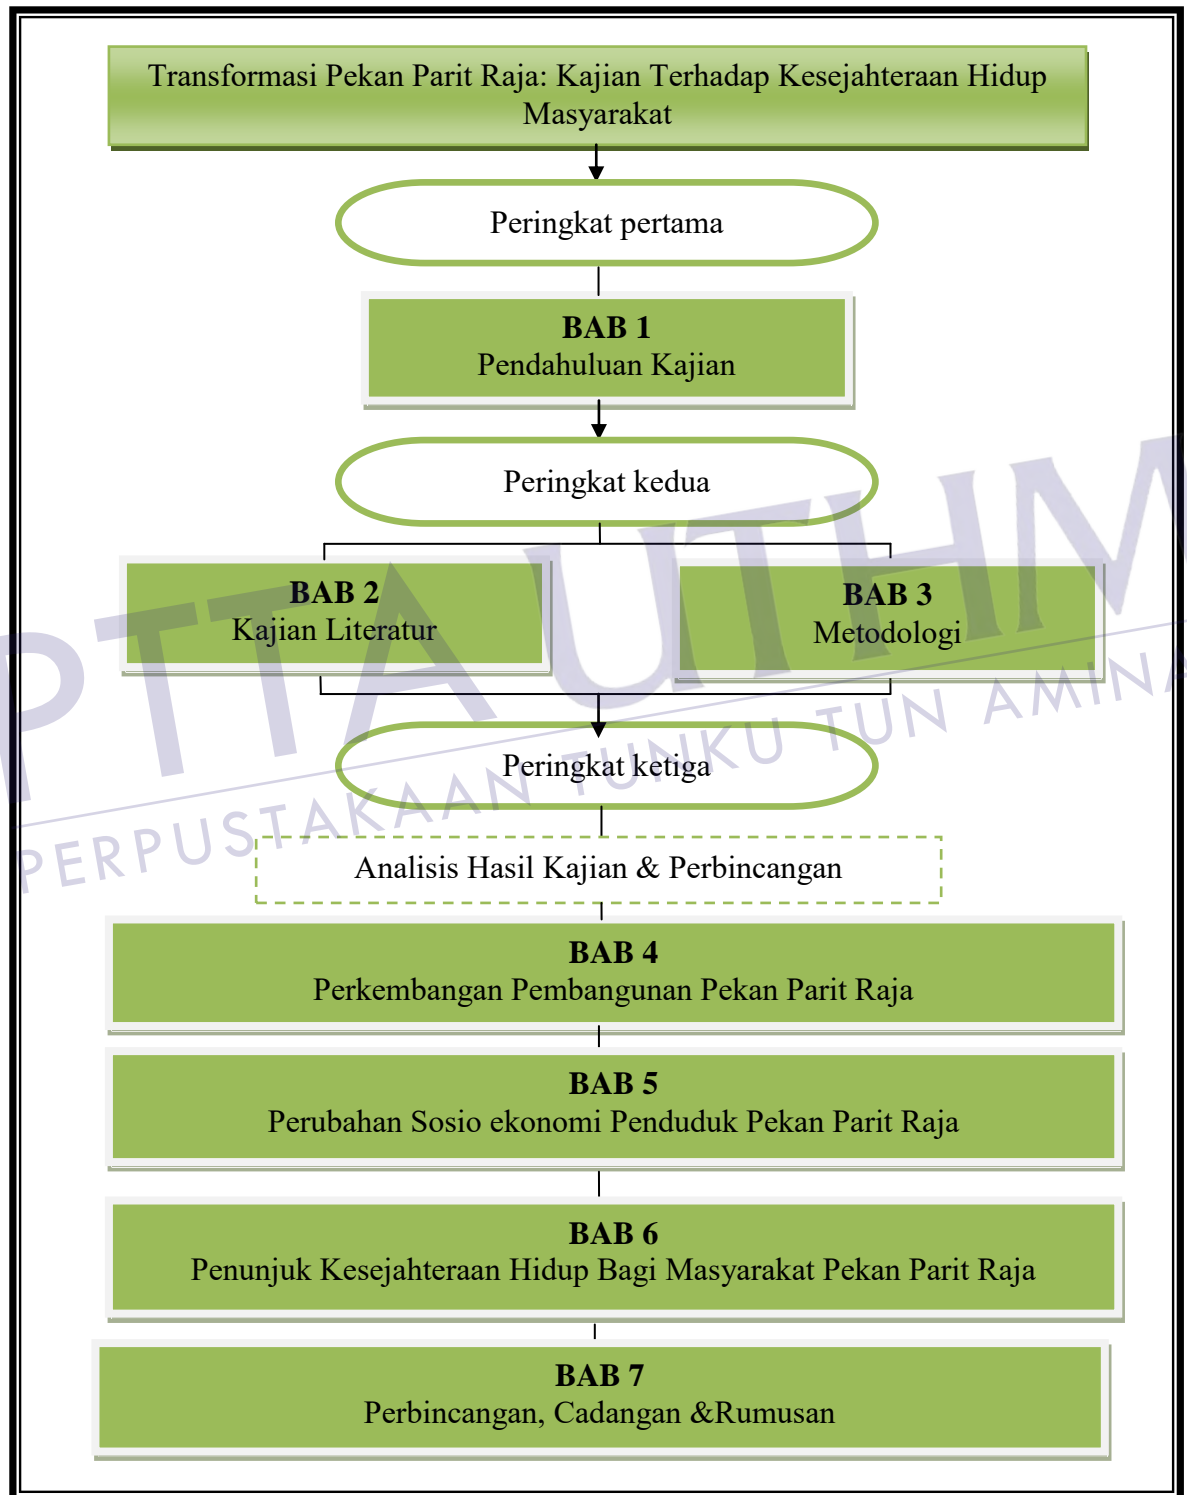 Transformasi Pekan Parit Raja: Kajian Terhadap Kesejahteraan Hidup
Masyarakat
Peringkat pertama
BAB 1
Pendahuluan Kajian
Peringkat kedua
BAB 2
Kajian Literatur
BAB 3
Metodologi
PTTA UTHM
PERPUSTAKAAN TUNKU TUN AMINA
Peringkat ketiga
Analisis Hasil Kajian & Perbincangan
BAB 4
Perkembangan Pembangunan Pekan Parit Raja
BAB 5
Perubahan Sosio ekonomi Penduduk Pekan Parit Raja
BAB 6
Penunjuk Kesejahteraan Hidup Bagi Masyarakat Pekan Parit Raja
BAB 7
Perbincangan, Cadangan &Rumusan